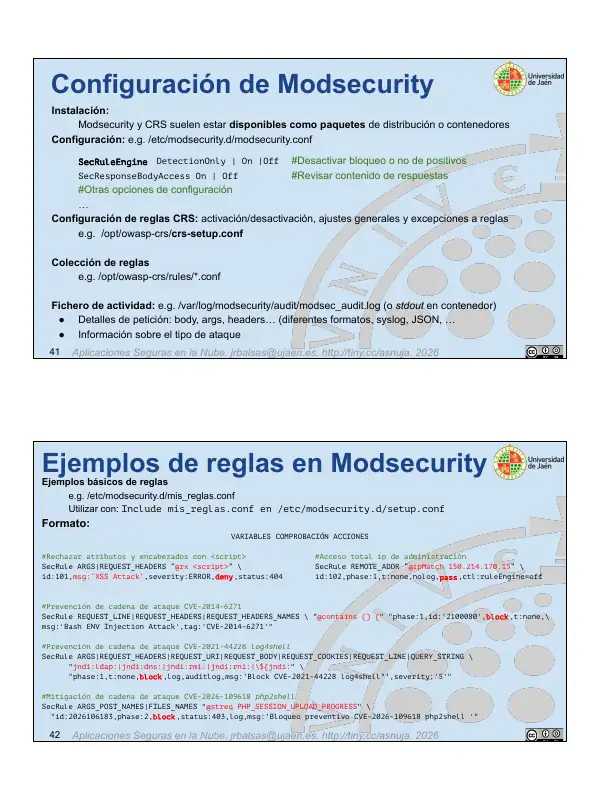 Configuración de Modsecurity
Universidad
de Jaén
Instalación:
Modsecurity y CRS suelen estar disponibles como paquetes de distribución o contenedores
Configuración: e.g. /etc/modsecurity.d/modsecurity.conf
SecRuleEngine DetectionOnly | On |Off #Desactivar bloqueo o no de positivos
SecResponseBodyAccess On | Off #Revisar contenido de respuestas
#Otras opciones de configuración
…
Configuración de reglas CRS: activación/desactivación, ajustes generales y excepciones a reglas
e.g. /opt/owasp-crs/crs-setup.conf
Colección de reglas
e.g. /opt/owasp-crs/rules/*.conf
Fichero de actividad: e.g. /var/log/modsecurity/audit/modsec_audit.log (o stdout en contenedor)
● Detalles de petición: body, args, headers… (diferentes formatos, syslog, JSON, …
● Información sobre el tipo de ataque
41 Aplicaciones Seguras en la Nube. jrbalsas@ujaen.es. http://tiny.cc/asnuja. 2026
Ejemplos de reglas en Modsecurity
Universidad
de Jaén
Ejemplos básicos de reglas
e.g. /etc/modsecurity.d/mis_reglas.conf
Utilizar con: Include mis_reglas.conf en /etc/modsecurity.d/setup.conf
Formato:
VARIABLES COMPROBACIÓN ACCIONES
#Rechazar atributos y encabezados con <script>
SecRule ARGS|REQUEST_HEADERS "@rx <script>" \
id:101,msg:'XSS Attack',severity:ERROR,deny,status:404
#Acceso total ip de administración
SecRule REMOTE_ADDR "@ipMatch 150.214.170.15" \
id:102,phase:1,t:none,nolog,pass,ctl:ruleEngine=off
#Prevención de cadena de ataque CVE-2014-6271
SecRule REQUEST_LINE|REQUEST_HEADERS|REQUEST_HEADERS_NAMES \ "@contains () {" "phase:1,id:'2100080',block,t:none,\
msg:'Bash ENV Injection Attack',tag:'CVE-2014-6271'"
#Prevención de cadena de ataque CVE-2021-44228 log4shell
SecRule ARGS|REQUEST_HEADERS|REQUEST_URI|REQUEST_BODY|REQUEST_COOKIES|REQUEST_LINE|QUERY_STRING \
"jndi:ldap:|jndi:dns:|jndi:rmi:|jndi:rni:|\${jndi:" \
"phase:1,t:none,block,log,auditlog,msg:'Block CVE-2021-44228 log4shell"',severity:'5'"
#Mitigación de cadena de ataque CVE-2026-109618 php2shell
SecRule ARGS_POST_NAMES|FILES_NAMES "@streq PHP_SESSION_UPLOAD_PROGRESS" \
"id:2026106183,phase:2,block,status:403,log,msg:'Bloqueo preventivo CVE-2026-109618 php2shell '"
42 Aplicaciones Seguras en la Nube. jrbalsas@ujaen.es. http://tiny.cc/asnuja. 2026